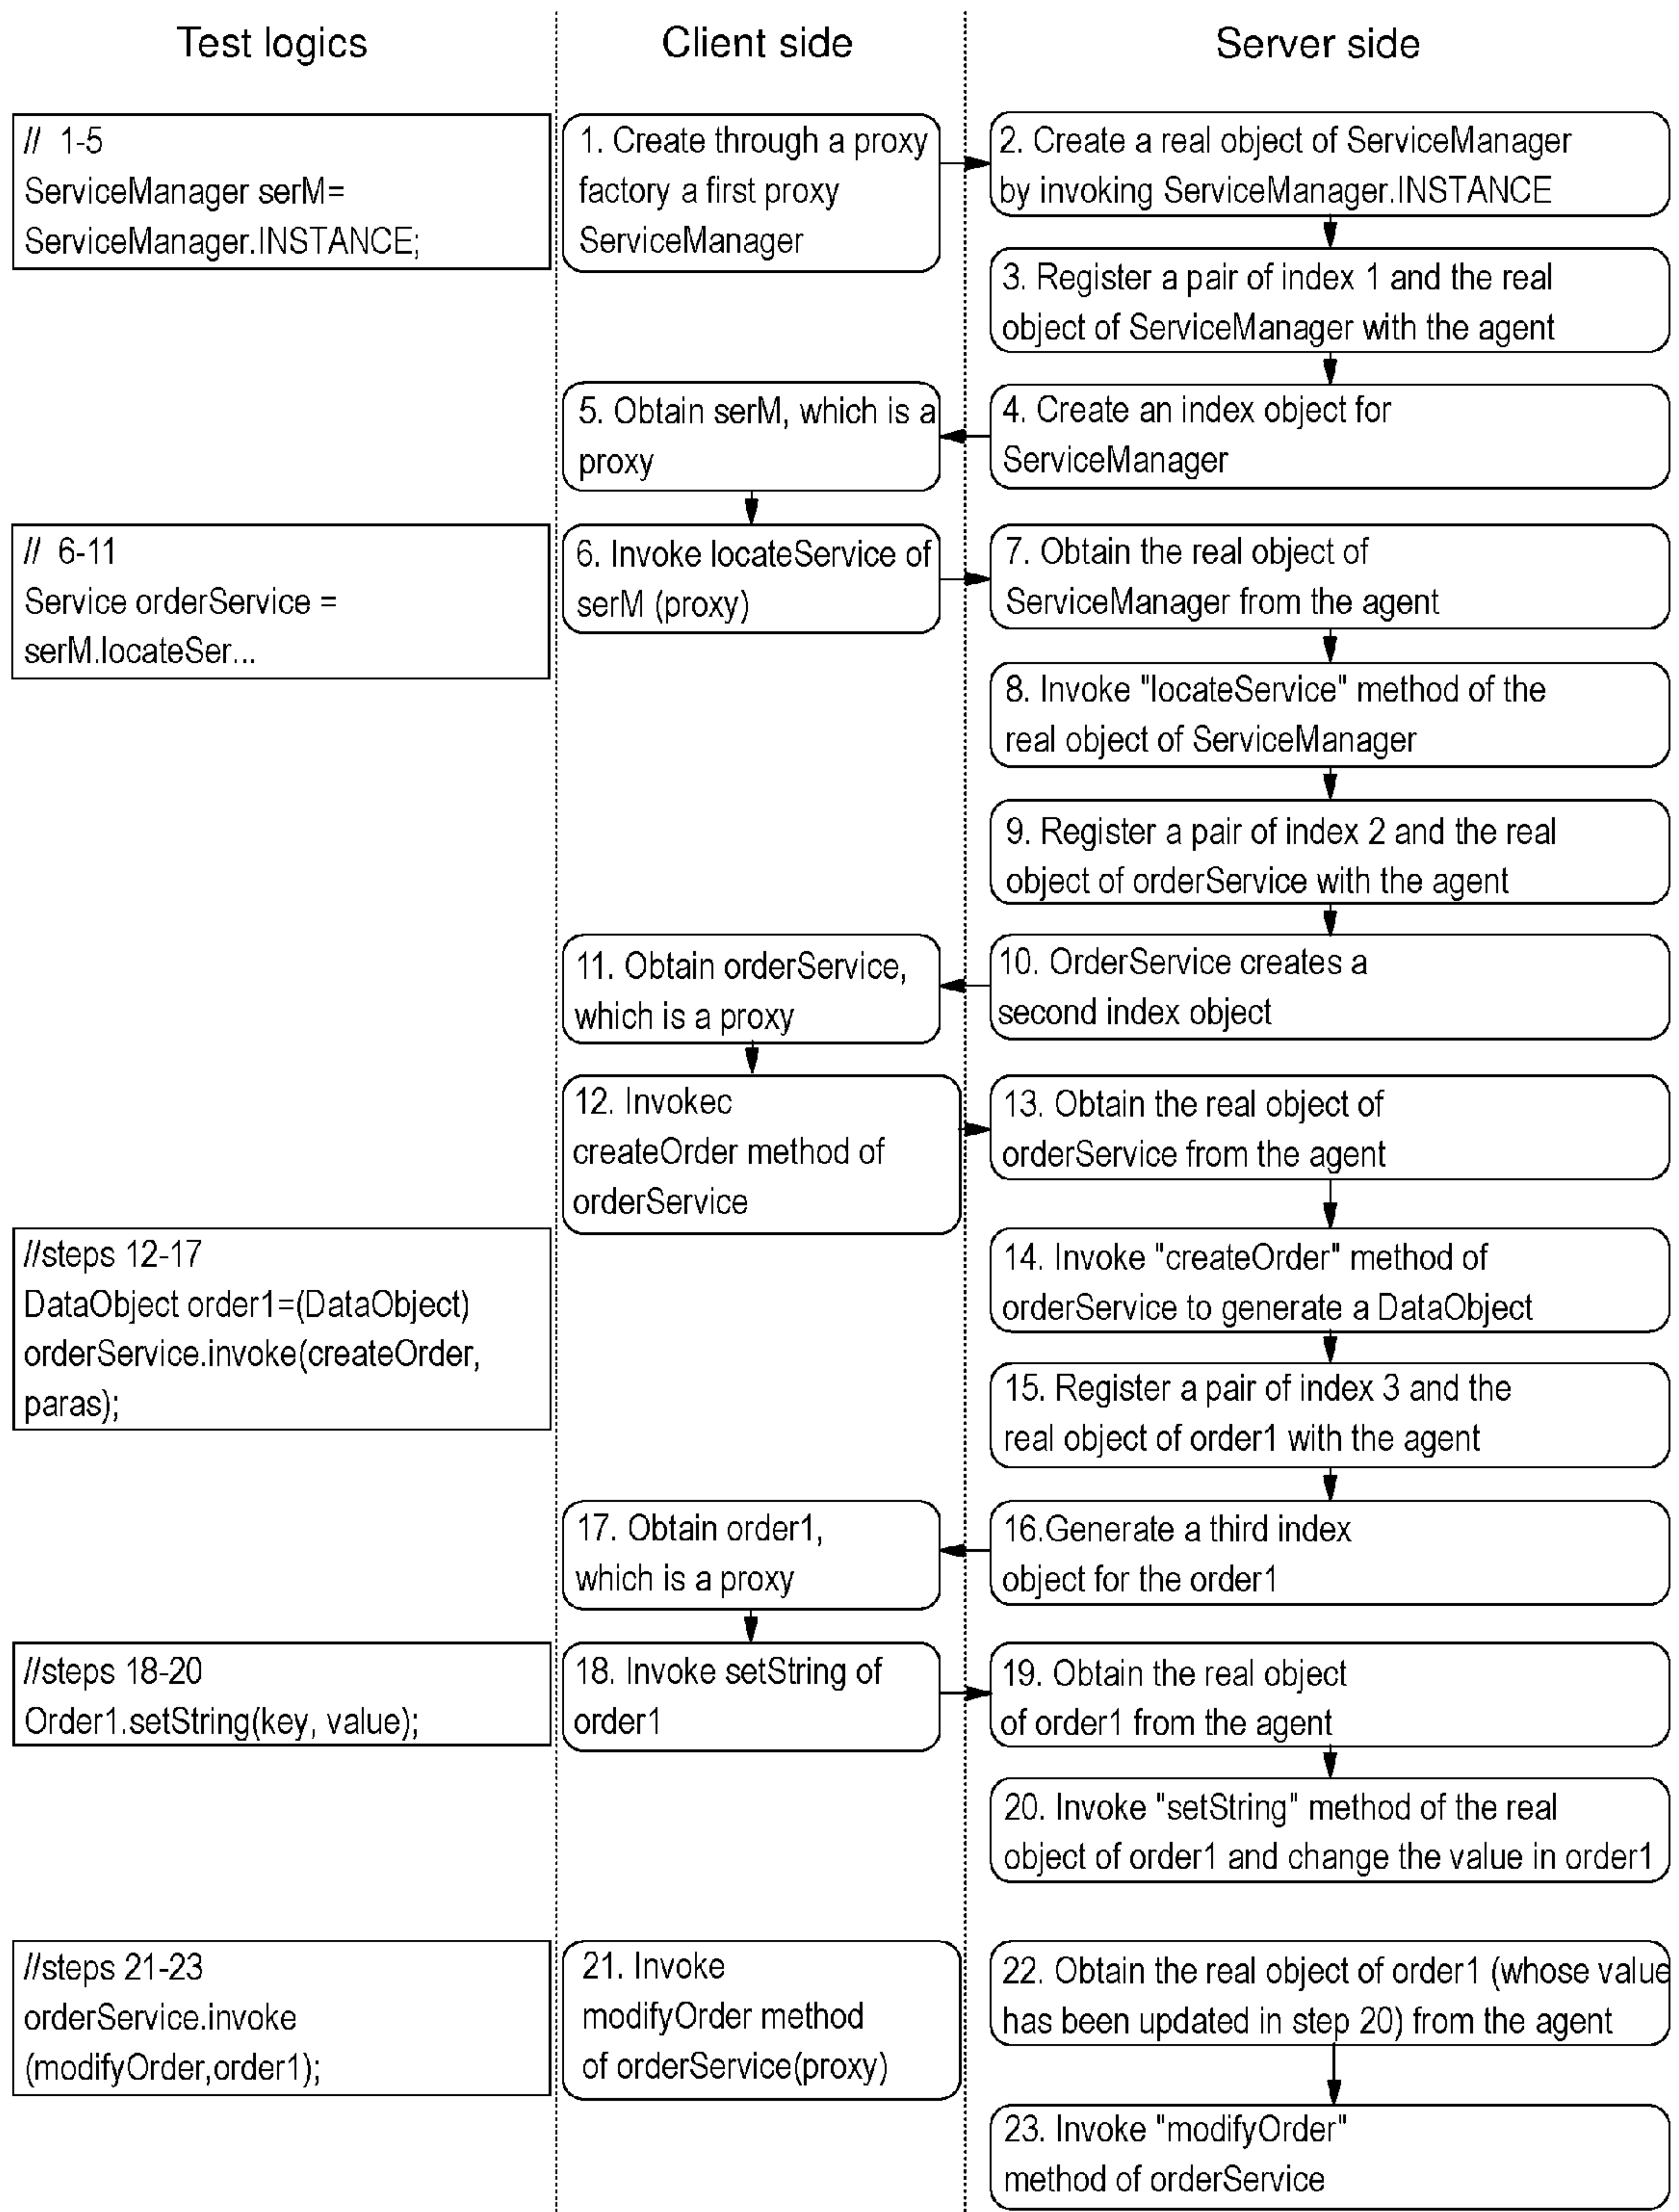 Test logics
Client side
Server side
// 1-5
ServiceManager serM=
ServiceManager.INSTANCE;
1. Create through a proxy
factory a first proxy
ServiceManager
2. Create a real object of ServiceManager
by invoking ServiceManager.INSTANCE
3. Register a pair of index 1 and the real
object of ServiceManager with the agent
5. Obtain serM, which is a
proxy
4. Create an index object for
ServiceManager
// 6-11
Service orderService =
serM.locateSer...
6. Invoke locateService of
serM (proxy)
7. Obtain the real object of
ServiceManager from the agent
8. Invoke "locateService" method of the
real object of ServiceManager
9. Register a pair of index 2 and the real
object of orderService with the agent
11. Obtain orderService,
which is a proxy
10. OrderService creates a
second index object
12. Invokec
createOrder method of
orderService
13. Obtain the real object of
orderService from the agent
//steps 12-17
DataObject order1=(DataObject)
orderService.invoke(createOrder,
paras);
14. Invoke "createOrder" method of
orderService to generate a DataObject
15. Register a pair of index 3 and the
real object of order1 with the agent
17. Obtain order1,
which is a proxy
16.Generate a third index
object for the order1
//steps 18-20
Order1.setString(key, value);
18. Invoke setString of
order1
19. Obtain the real object
of order1 from the agent
20. Invoke "setString" method of the real
object of order1 and change the value in order1
//steps 21-23
orderService.invoke
(modifyOrder,order1);
21. Invoke
modifyOrder method
of orderService(proxy)
22. Obtain the real object of order1 (whose value
has been updated in step 20) from the agent
23. Invoke "modifyOrder"
method of orderService